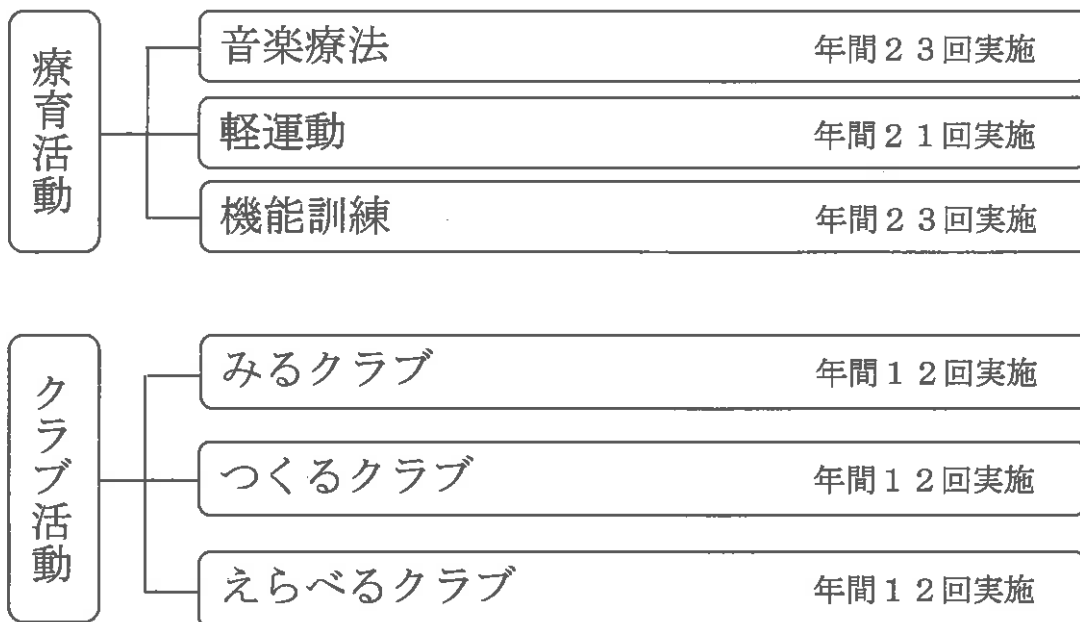 療育活動
音楽療法 年間23回実施
軽運動 年間21回実施
機能訓練 年間23回実施
クラブ活動
みるクラブ 年間12回実施
つくるクラブ 年間12回実施
えらべるクラブ 年間12回実施